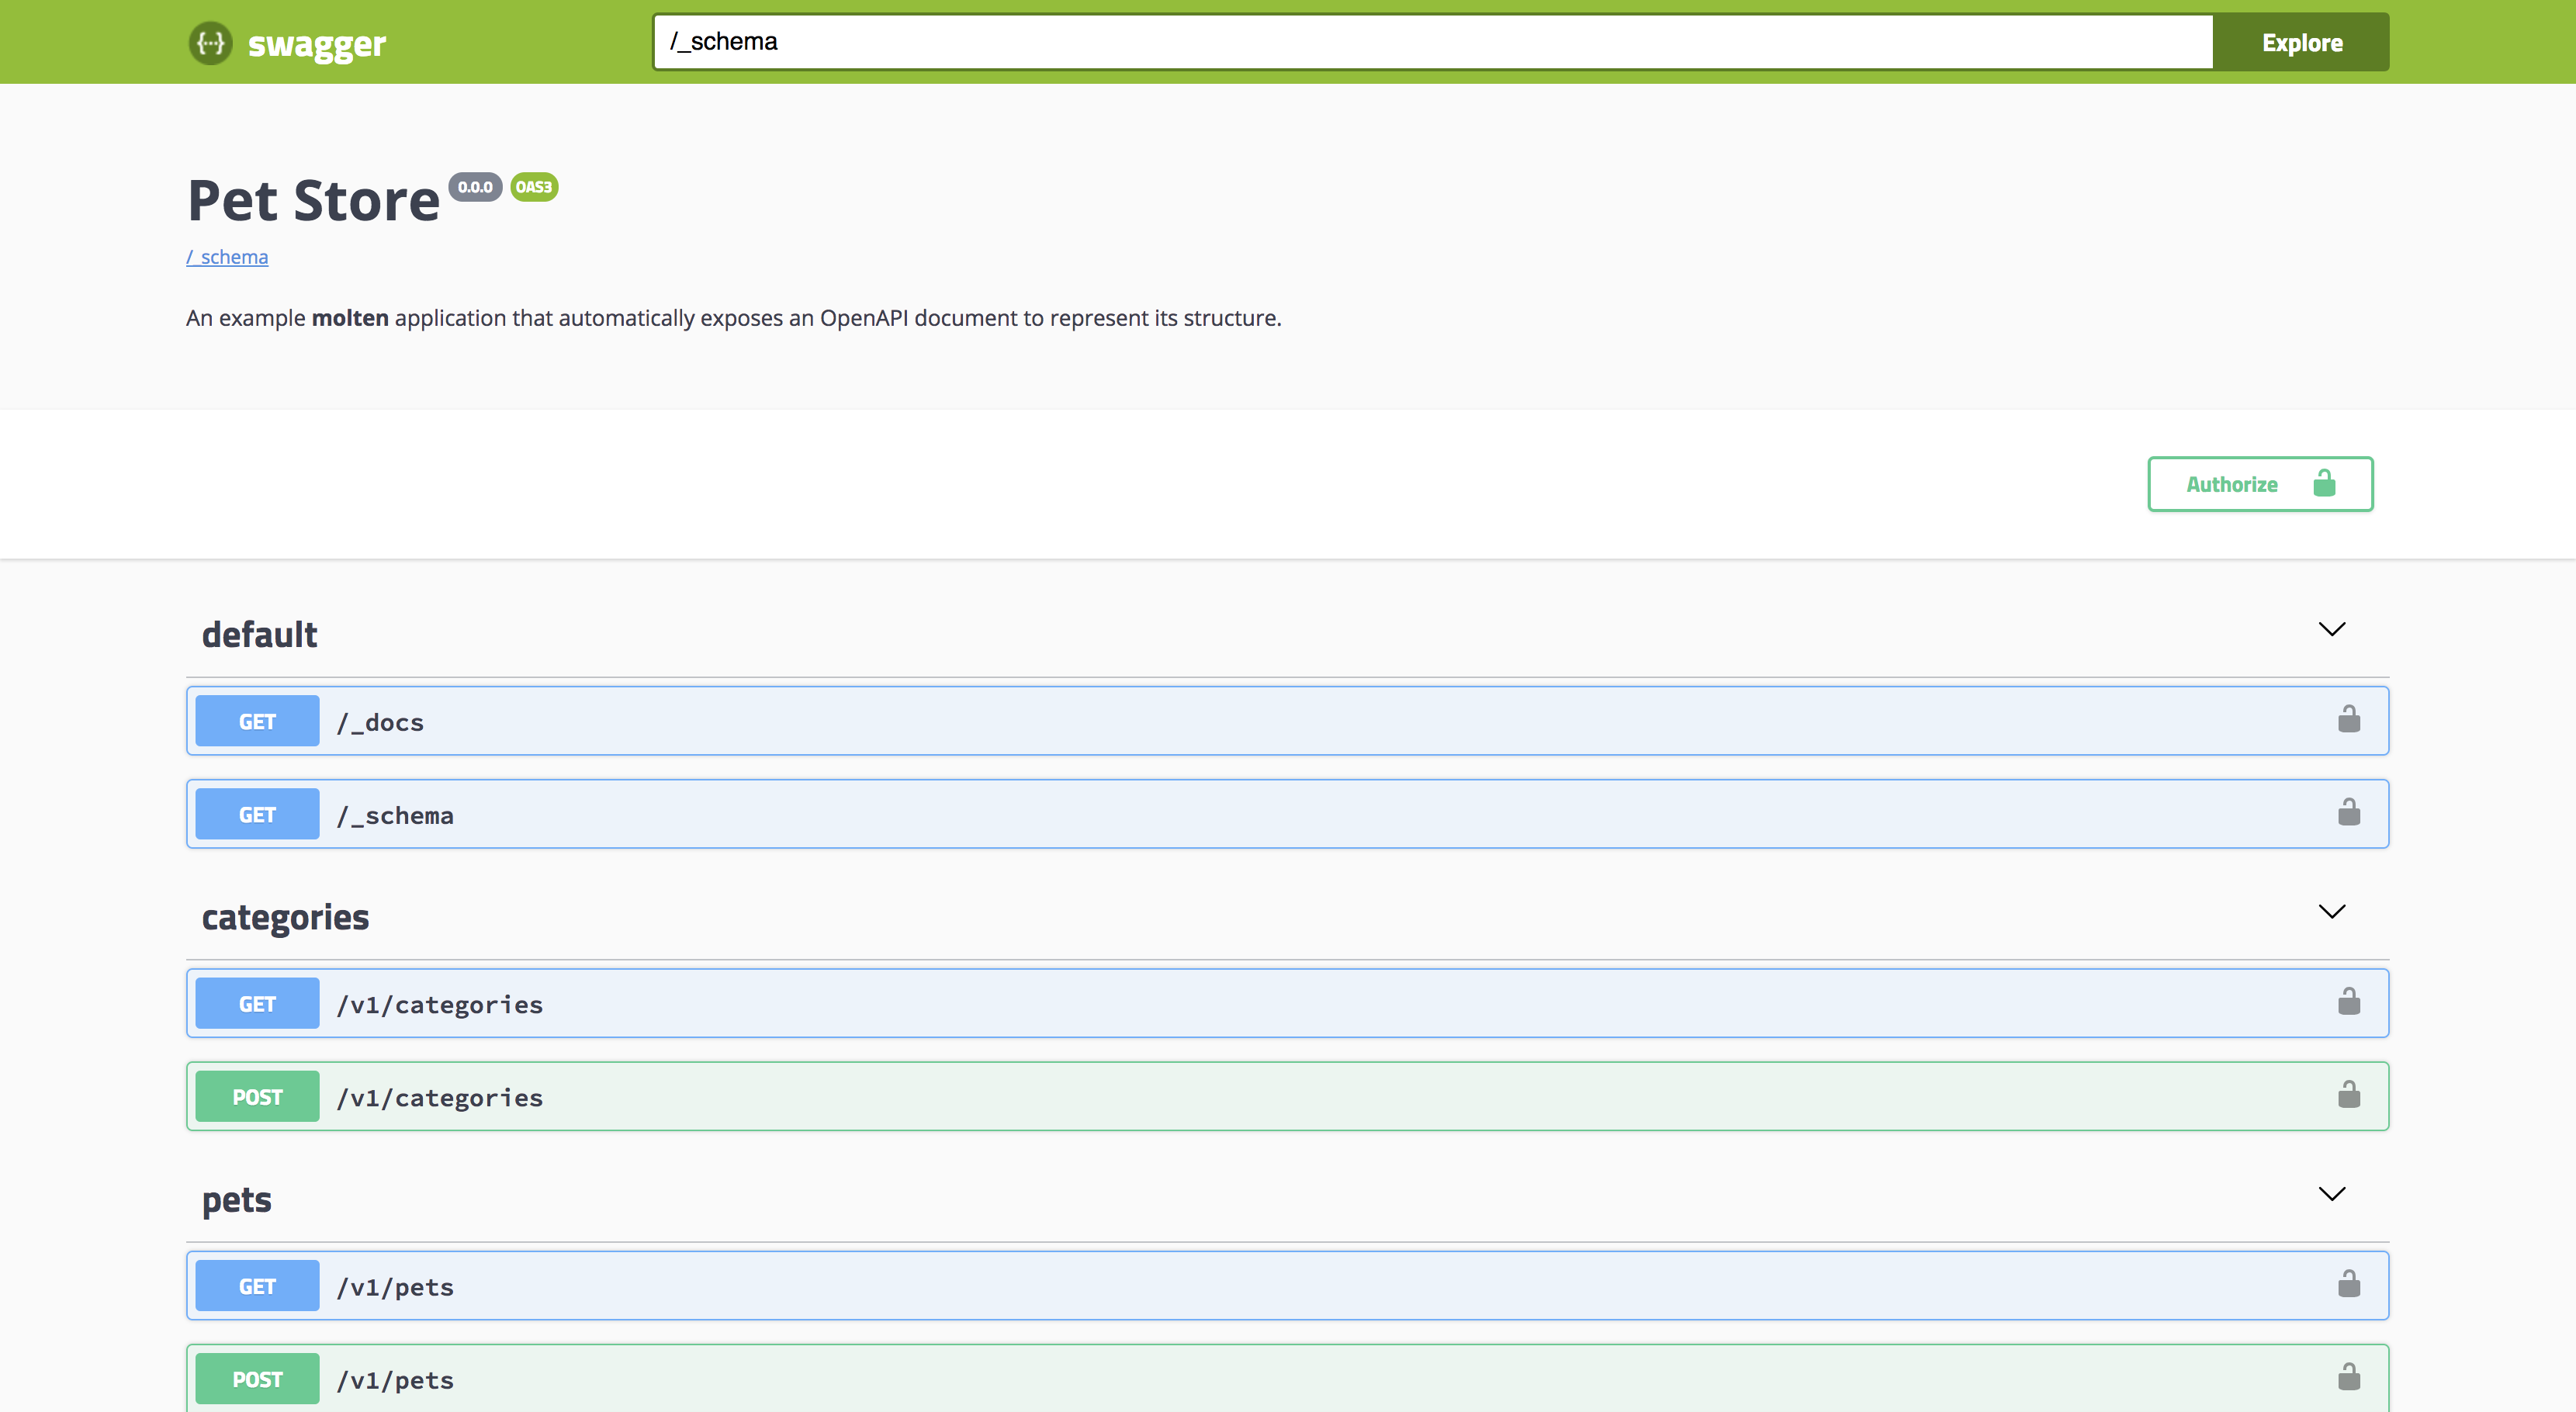 swagger
/_schema
Explore
Pet Store 0.0.0 OAS3
/_schema
An example molten application that automatically exposes an OpenAPI document to represent its structure.
Authorize
default
GET /_docs
GET /_schema
categories
GET /v1/categories
POST /v1/categories
pets
GET /v1/pets
POST /v1/pets